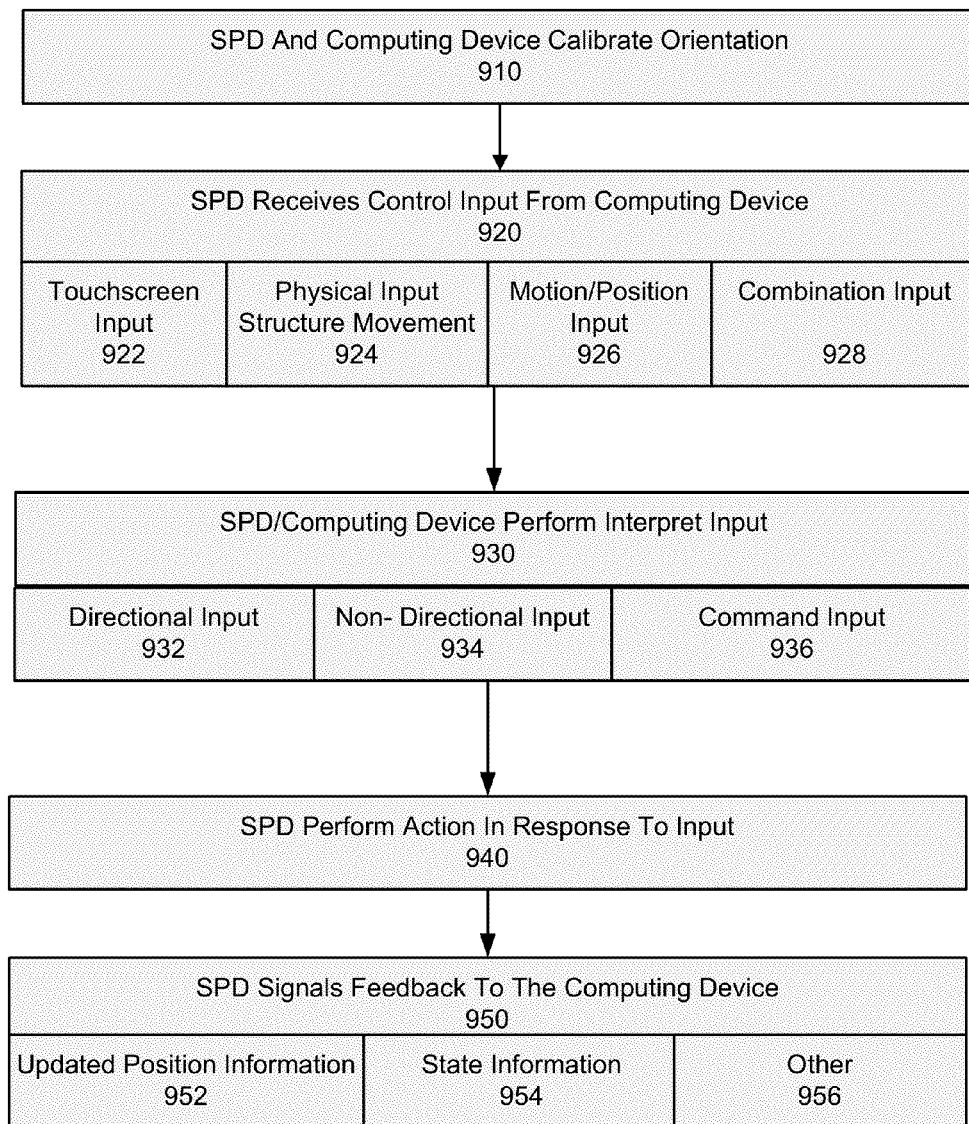 SPD And Computing Device Calibrate Orientation
910
SPD Receives Control Input From Computing Device
920
Touchscreen
Input
922
Physical Input
Structure Movement
924
Motion/Position
Input
926
Combination Input
928
SPD/Computing Device Perform Interpret Input
930
Directional Input
932
Non- Directional Input
934
Command Input
936
SPD Perform Action In Response To Input
940
SPD Signals Feedback To The Computing Device
950
Updated Position Information
952
State Information
954
Other
956